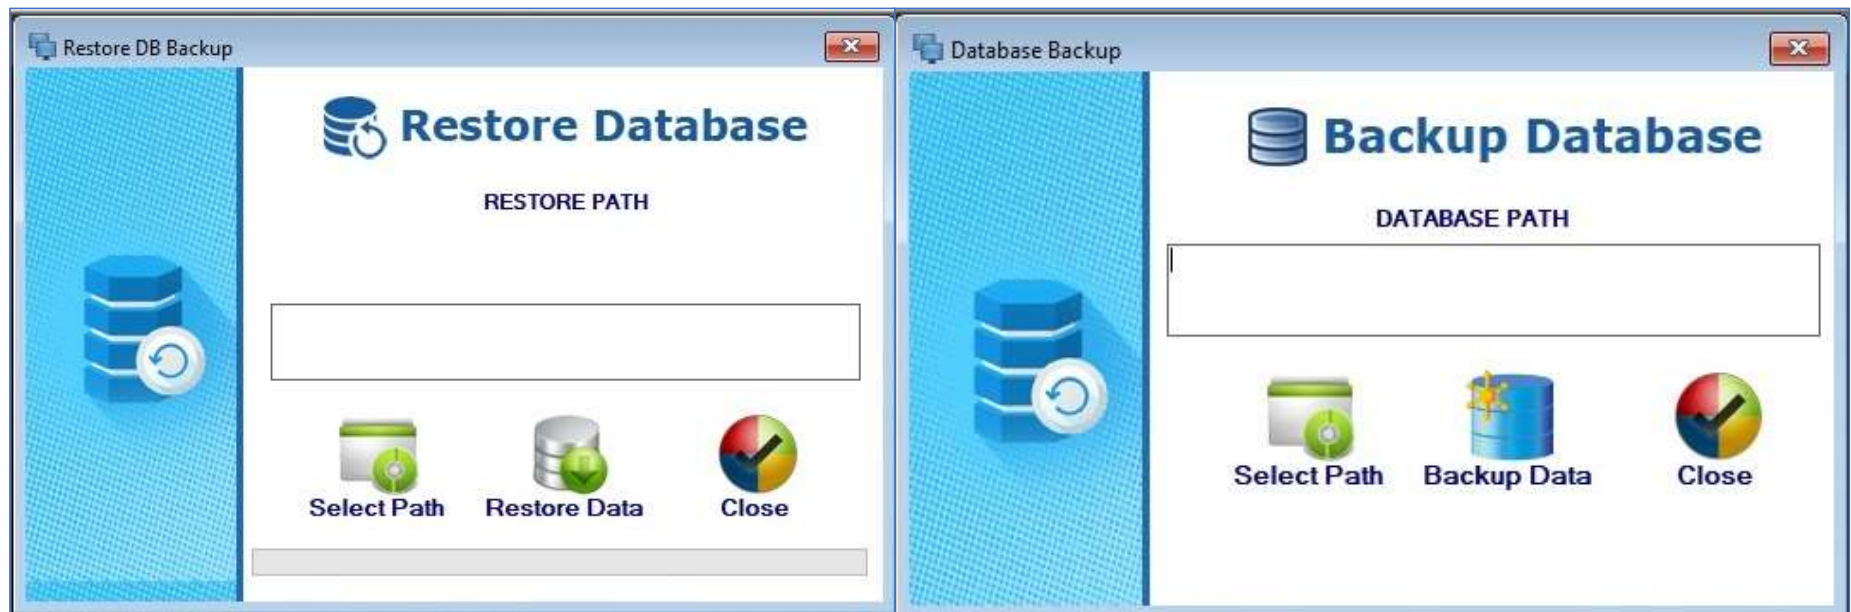 Restore DB Backup
Restore Database
RESTORE PATH
Select Path Restore Data Close
Database Backup
Backup Database
DATABASE PATH
Select Path Backup Data Close